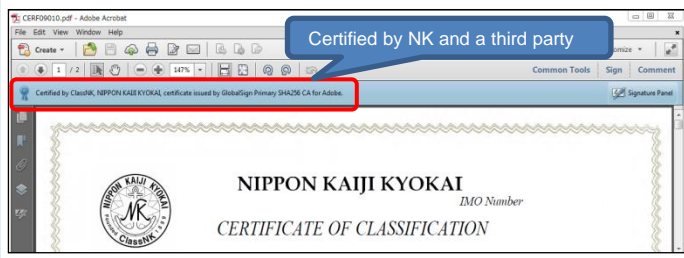 CERF09010.pdf - Adobe Acrobat
File Edit View Window Help
Create
1 / 2 147% Common Tools Sign Comment
Certified by NK and a third party
Certified by ClassNK, NIPPON KAIJI KYOKAI, certificate issued by GlobalSign Primary SHA256 CA for Adobe.
Signature Panel
NIPPON KAIJI KYOKAI
IMO Number
CERTIFICATE OF CLASSIFICATION
NIPPON KAIJI KYOKAI
NK
ClassNK